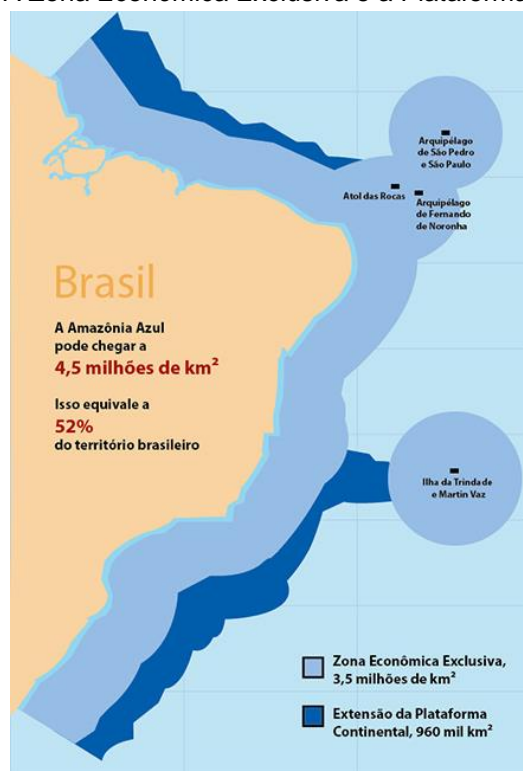 A Zona Econômica Exclusiva e a Plataforma
Arquipélago
de São Pedro
e São Paulo
Atol das Rocas
Arquipélago
de Fernando
de Noronha
Brasil
A Amazônia Azul
pode chegar a
4,5 milhões de km²
Isso equivale a
52%
do território brasileiro
Ilha da Trindade
e Martin Vaz
Zona Econômica Exclusiva,
3,5 milhões de km²
Extensão da Plataforma
Continental, 960 mil km²